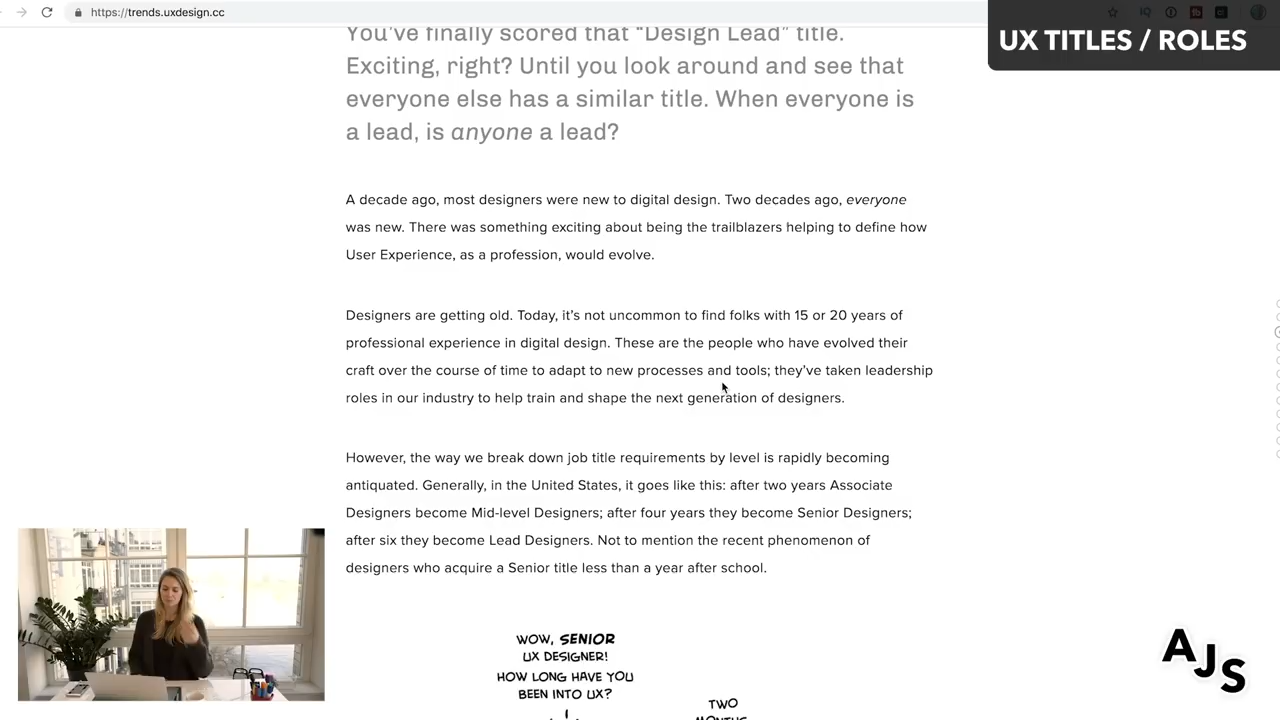 https://trends.uxdesign.cc
UX TITLES / ROLES
You've finally scored that “Design Lead” title.
Exciting, right? Until you look around and see that
everyone else has a similar title. When everyone is
a lead, is anyone a lead?
A decade ago, most designers were new to digital design. Two decades ago, everyone
was new. There was something exciting about being the trailblazers helping to define how
User Experience, as a profession, would evolve.
Designers are getting old. Today, it's not uncommon to find folks with 15 or 20 years of
professional experience in digital design. These are the people who have evolved their
craft over the course of time to adapt to new processes and tools; they've taken leadership
roles in our industry to help train and shape the next generation of designers.
However, the way we break down job title requirements by level is rapidly becoming
antiquated. Generally, in the United States, it goes like this: after two years Associate
Designers become Mid-level Designers; after four years they become Senior Designers;
after six they become Lead Designers. Not to mention the recent phenomenon of
designers who acquire a Senior title less than a year after school.
WOW, SENIOR
UX DESIGNER!
HOW LONG HAVE YOU
BEEN INTO UX?
TWO
MONTHS
AJS